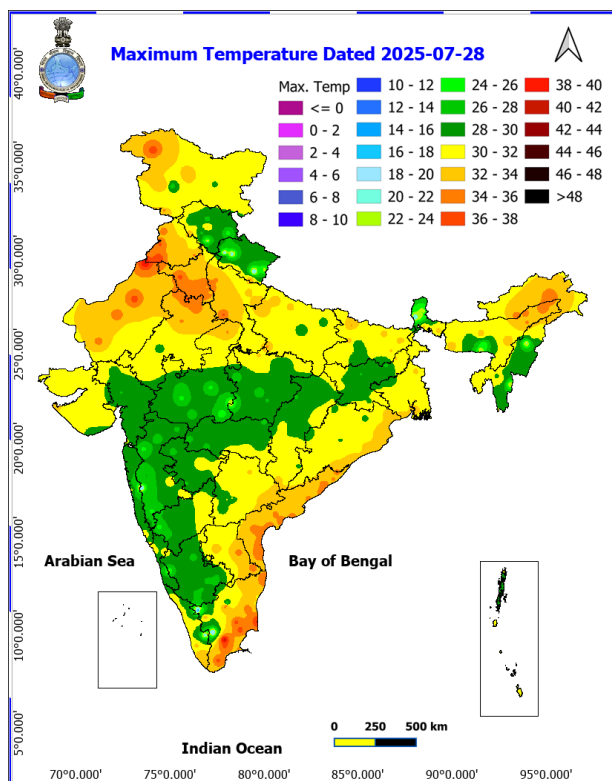 Maximum Temperature Dated 2025-07-28
Max. Temp
<= 0
0 - 2
2 - 4
4 - 6
6 - 8
8 - 10
10 - 12
12 - 14
14 - 16
16 - 18
18 - 20
20 - 22
22 - 24
24 - 26
26 - 28
28 - 30
30 - 32
32 - 34
34 - 36
36 - 38
38 - 40
40 - 42
42 - 44
44 - 46
46 - 48
>48
40°0.000'
35°0.000'
30°0.000'
25°0.000'
20°0.000'
15°0.000'
10°0.000'
5°0.000'
Arabian Sea
Bay of Bengal
Indian Ocean
0 250 500 km
70°0.000' 75°0.000' 80°0.000' 85°0.000' 90°0.000' 95°0.000'